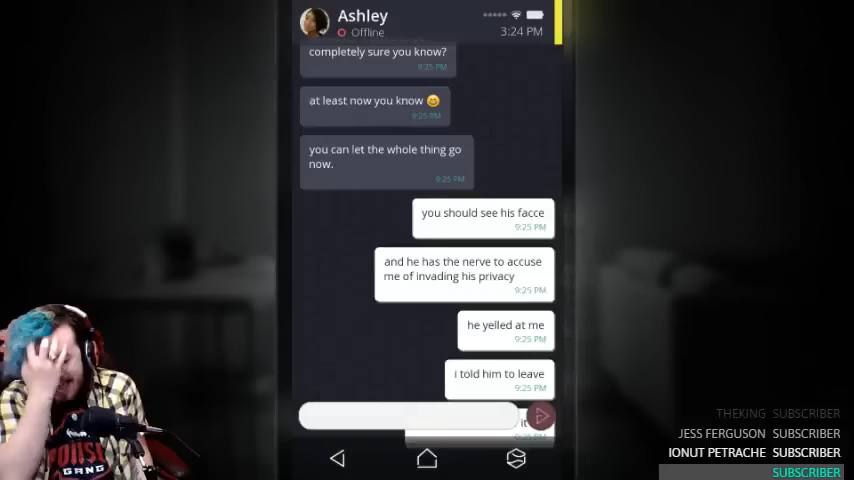 Ashley
Offline
3:24 PM
completely sure you know?
9:25 PM
at least now you know
9:25 PM
you can let the whole thing go
now.
9:25 PM
you should see his facce
9:25 PM
and he has the nerve to accuse
me of invading his privacy
9:25 PM
he yelled at me
9:25 PM
i told him to leave
9:25 PM
GANG
THEKING SUBSCRIBER
JESS FERGUSON SUBSCRIBER
IONUT PETRACHE SUBSCRIBER
SUBSCRIBER